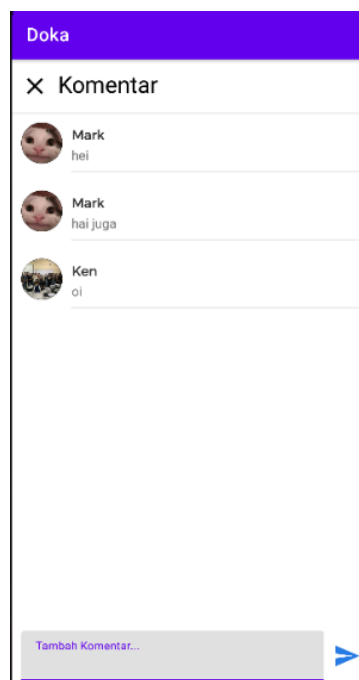 Doka
Komentar
Mark
hei
Mark
hai juga
Ken
oi
Tambah Komentar...